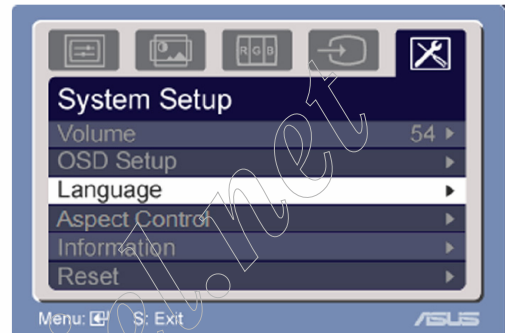 RGB
System Setup
Volume 54
OSD Setup
Language
Aspect Control
Information
Reset
Menu: S: Exit
ASUS